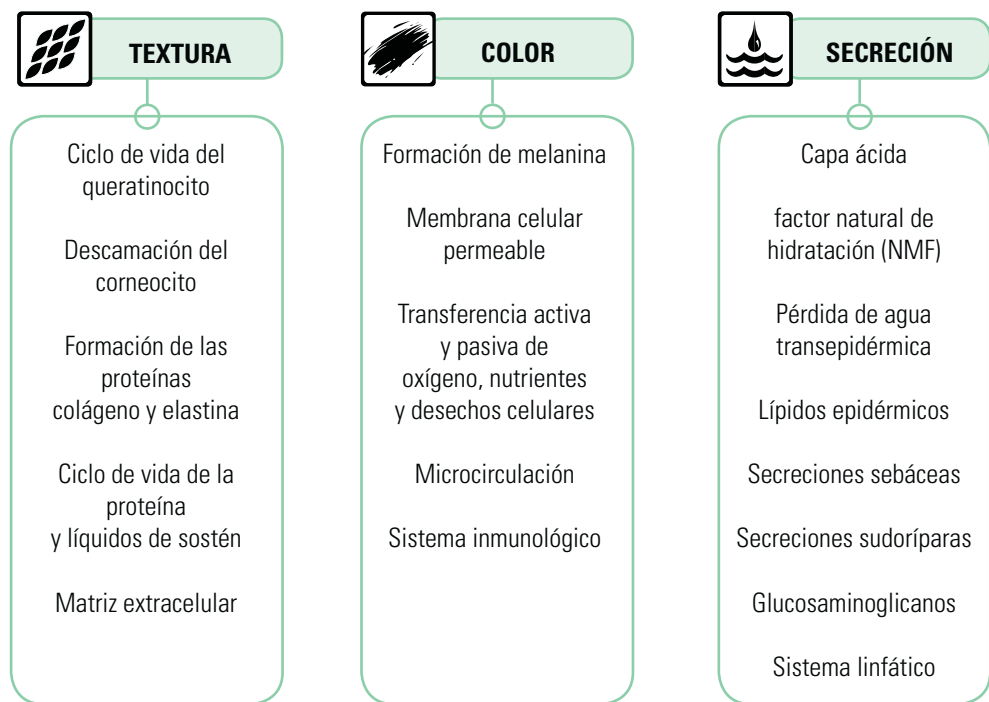 TEXTURA
Ciclo de vida del
queratinocito
Descamación del
corneocito
Formación de las
proteínas
colágeno y elastina
Ciclo de vida de la
proteína
y líquidos de sostén
Matriz extracelular
COLOR
Formación de melanina
Membrana celular
permeable
Transferencia activa
y pasiva de
oxígeno, nutrientes
y desechos celulares
Microcirculación
Sistema inmunológico
SECRECIÓN
Capa ácida
factor natural de
hidratación (NMF)
Pérdida de agua
transepidérmica
Lípidos epidérmicos
Secreciones sebáceas
Secreciones sudoríparas
Glucosaminoglicanos
Sistema linfático